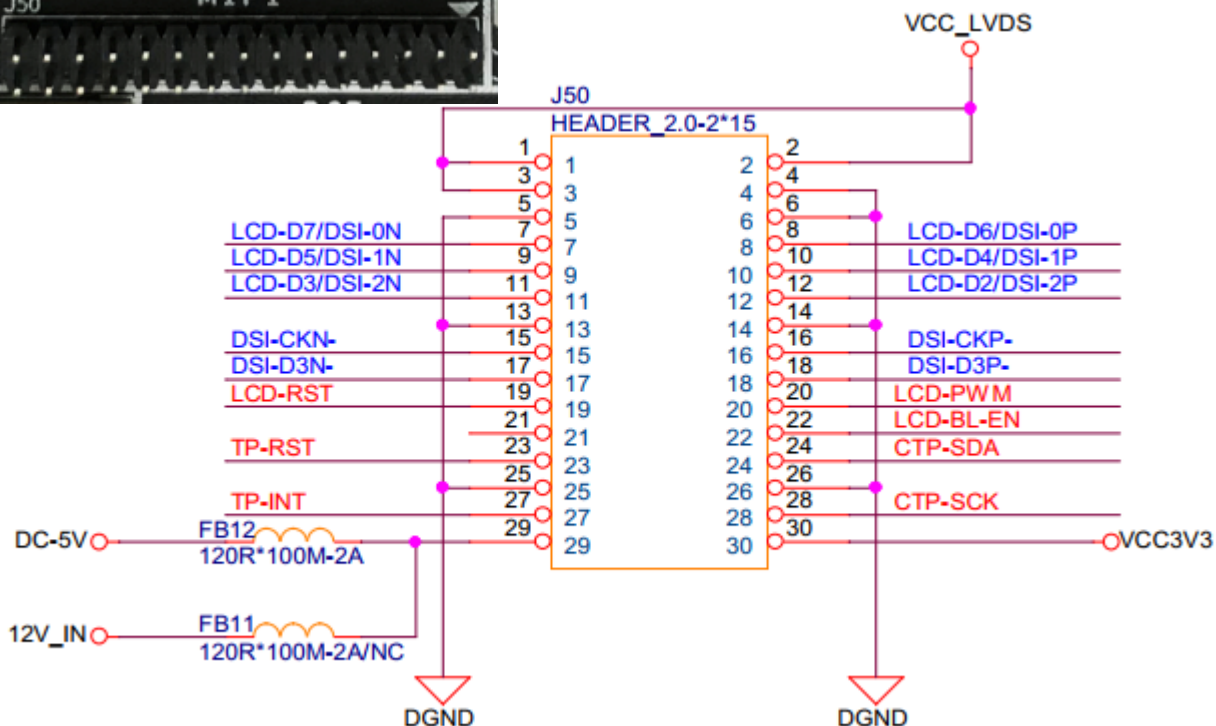 J50
MIPI
VCC_LVDS
J50
HEADER_2.0-2*15
1 1 2 2
3 3 4 4
5 5 6 6
LCD-D7/DSI-0N 7 7 8 8 LCD-D6/DSI-0P
LCD-D5/DSI-1N 9 9 10 10 LCD-D4/DSI-1P
LCD-D3/DSI-2N 11 11 12 12 LCD-D2/DSI-2P
13 13 14 14
DSI-CKN- 15 15 16 16 DSI-CKP-
DSI-D3N- 17 17 18 18 DSI-D3P-
LCD-RST 19 19 20 20 LCD-PWM
21 21 22 22 LCD-BL-EN
TP-RST 23 23 24 24 CTP-SDA
25 25 26 26
TP-INT 27 27 28 28 CTP-SCK
DC-5V FB12 29 29 30 30 VCC3V3
120R*100M-2A
12V_IN FB11
120R*100M-2A/NC
DGND DGND